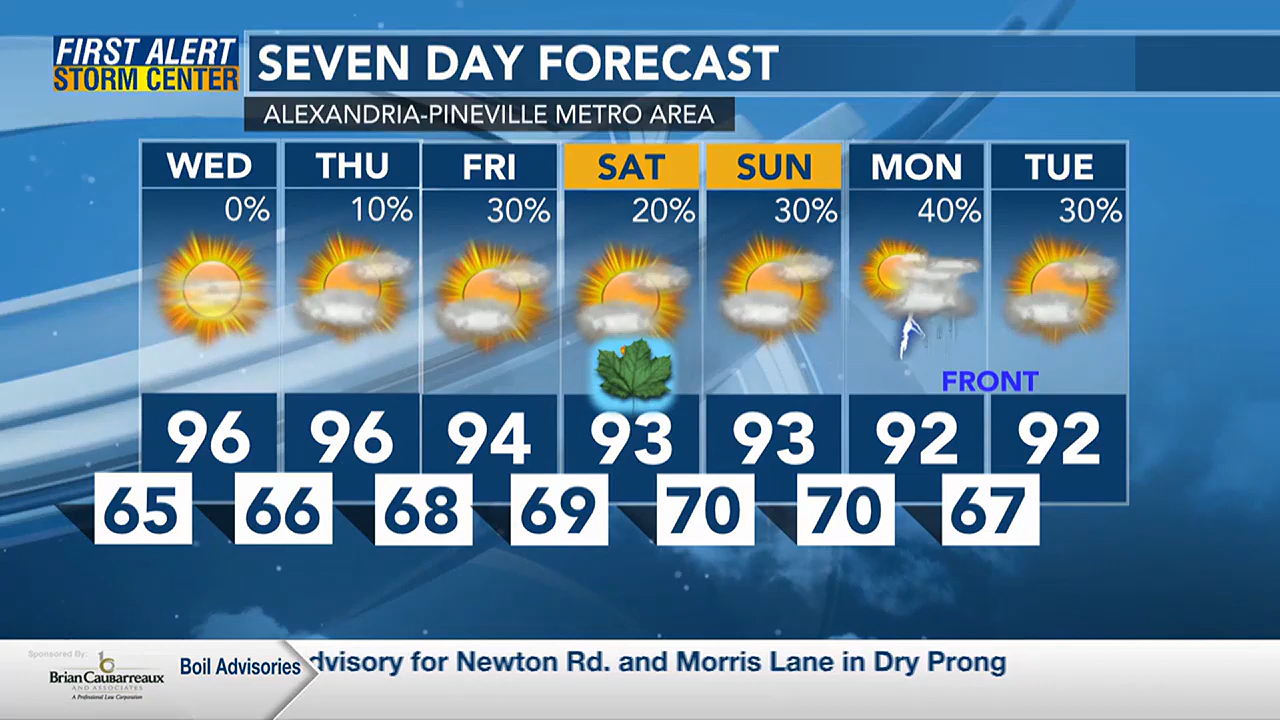 FIRST ALERT
STORM CENTER
SEVEN DAY FORECAST
ALEXANDRIA-PINEVILLE METRO AREA
WED THU FRI SAT SUN MON TUE
0% 10% 30% 20% 30% 40% 30%
FRONT
96 96 94 93 93 92 92
65 66 68 69 70 70 67
Sponsored By:
Brian Caubarreaux
AND ASSOCIATES
A Professional Law Corporation
Boil Advisories
dvisory for Newton Rd. and Morris Lane in Dry Prong